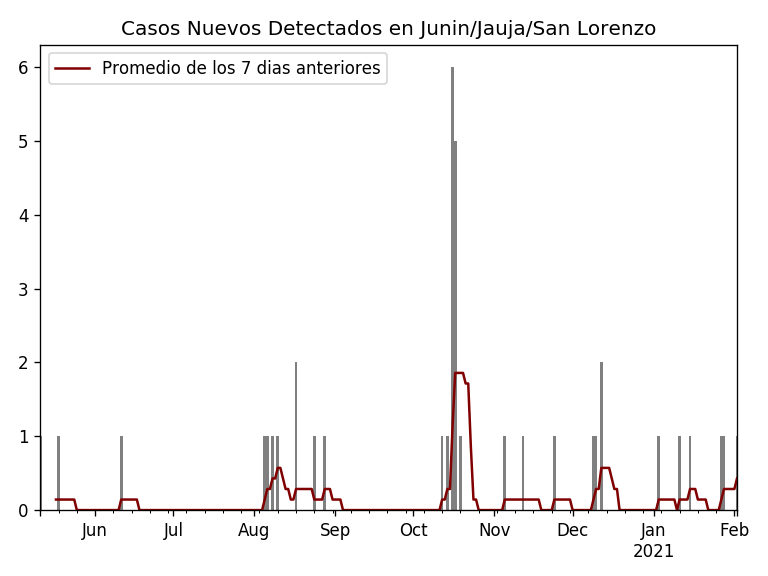 Casos Nuevos Detectados en Junin/Jauja/San Lorenzo
Promedio de los 7 dias anteriores
6
5
4
3
2
1
0
Jun Jul Aug Sep Oct Nov Dec Jan Feb
2021